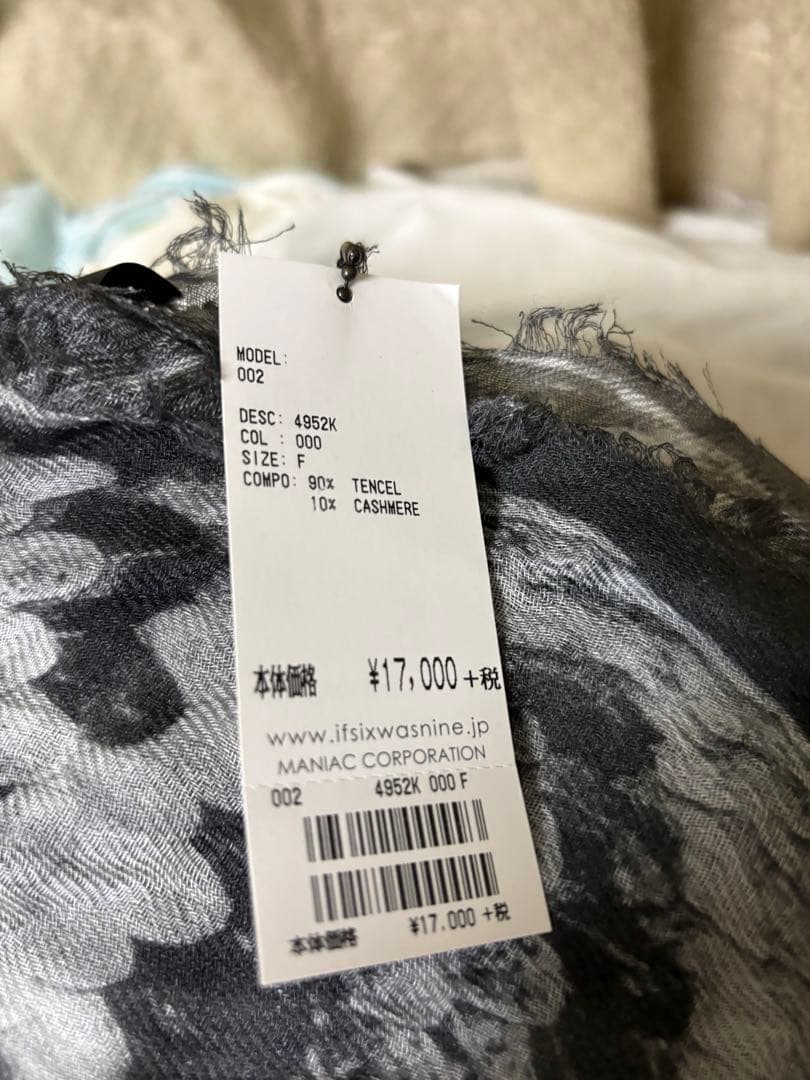 MODEL:
002
DESC: 4952K
COL : 000
SIZE: F
COMPO: 90% TENCEL
10% CASHMERE
本体価格 ¥17,000+税
www.ifsixwasnine.jp
MANIAC CORPORATION
002 4952K 000 F
本体価格 ¥17.000 +税